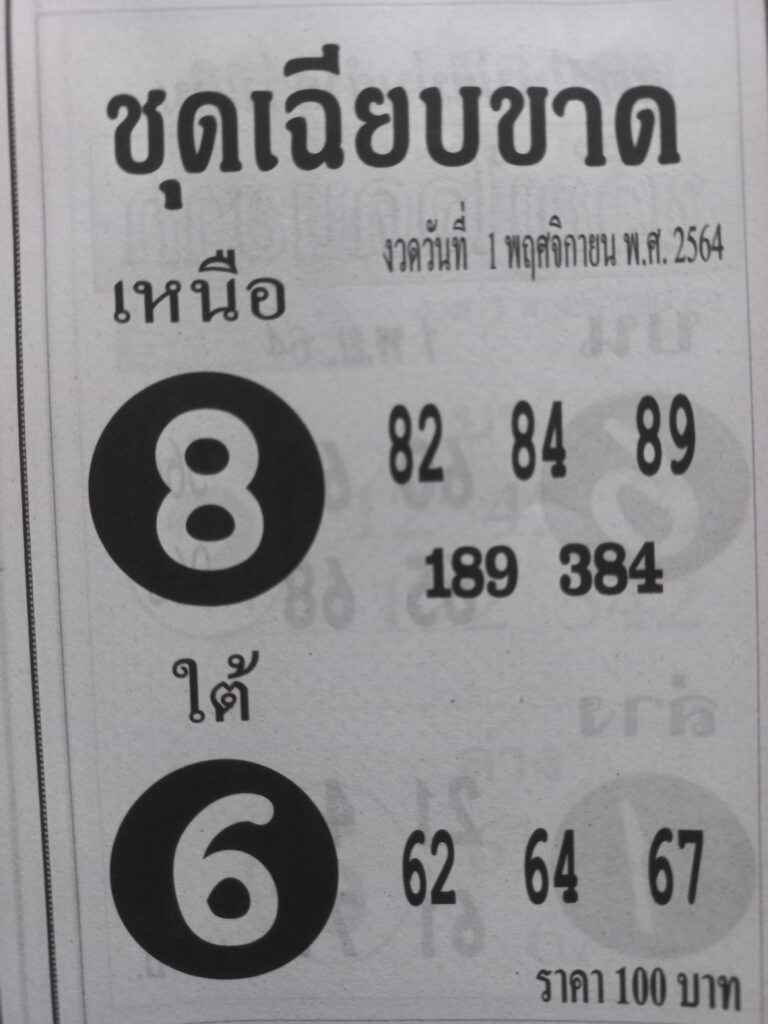 ชุดเฉียบขาด
งวดวันที่ 1 พฤศจิกายน พ.ศ. 2564
เหนือ
8 82 84 89
189 384
ใต้
6 62 64 67
ราคา 100 บาท